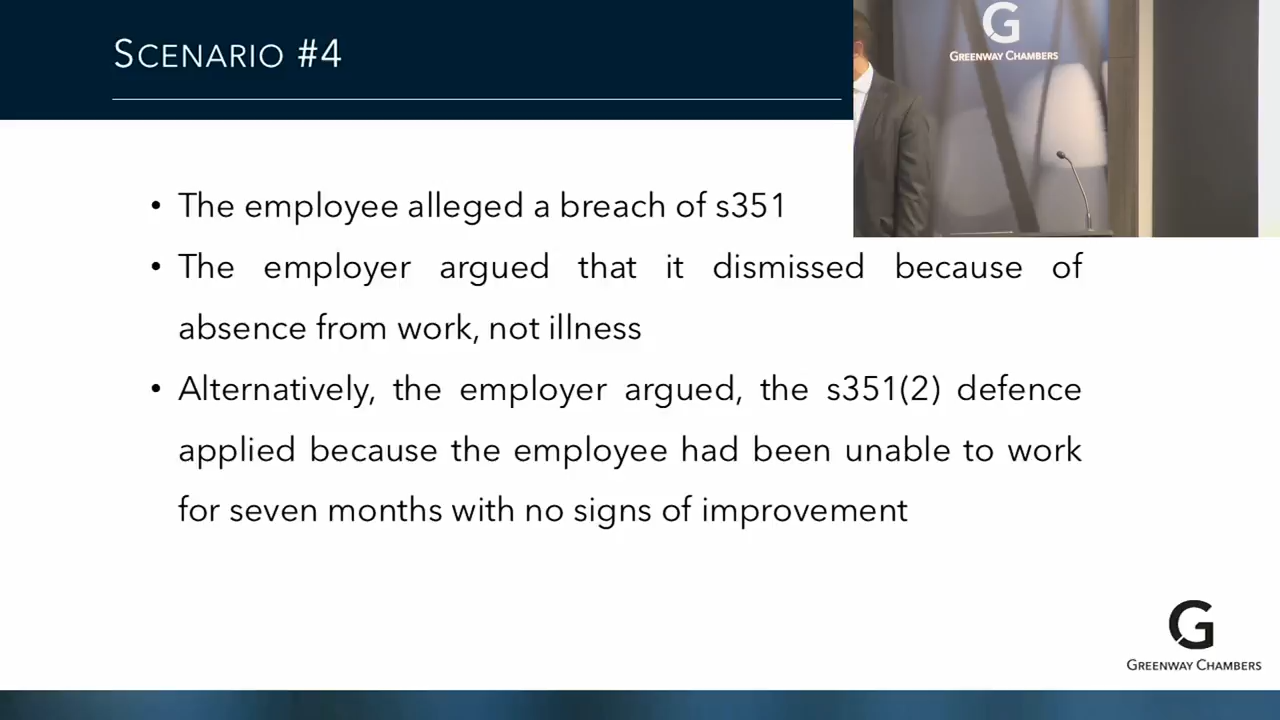 SCENARIO #4
G
GREENWAY CHAMBERS
• The employee alleged a breach of s351
• The employer argued that it dismissed because of
absence from work, not illness
• Alternatively, the employer argued, the s351(2) defence
applied because the employee had been unable to work
for seven months with no signs of improvement
G
GREENWAY CHAMBERS